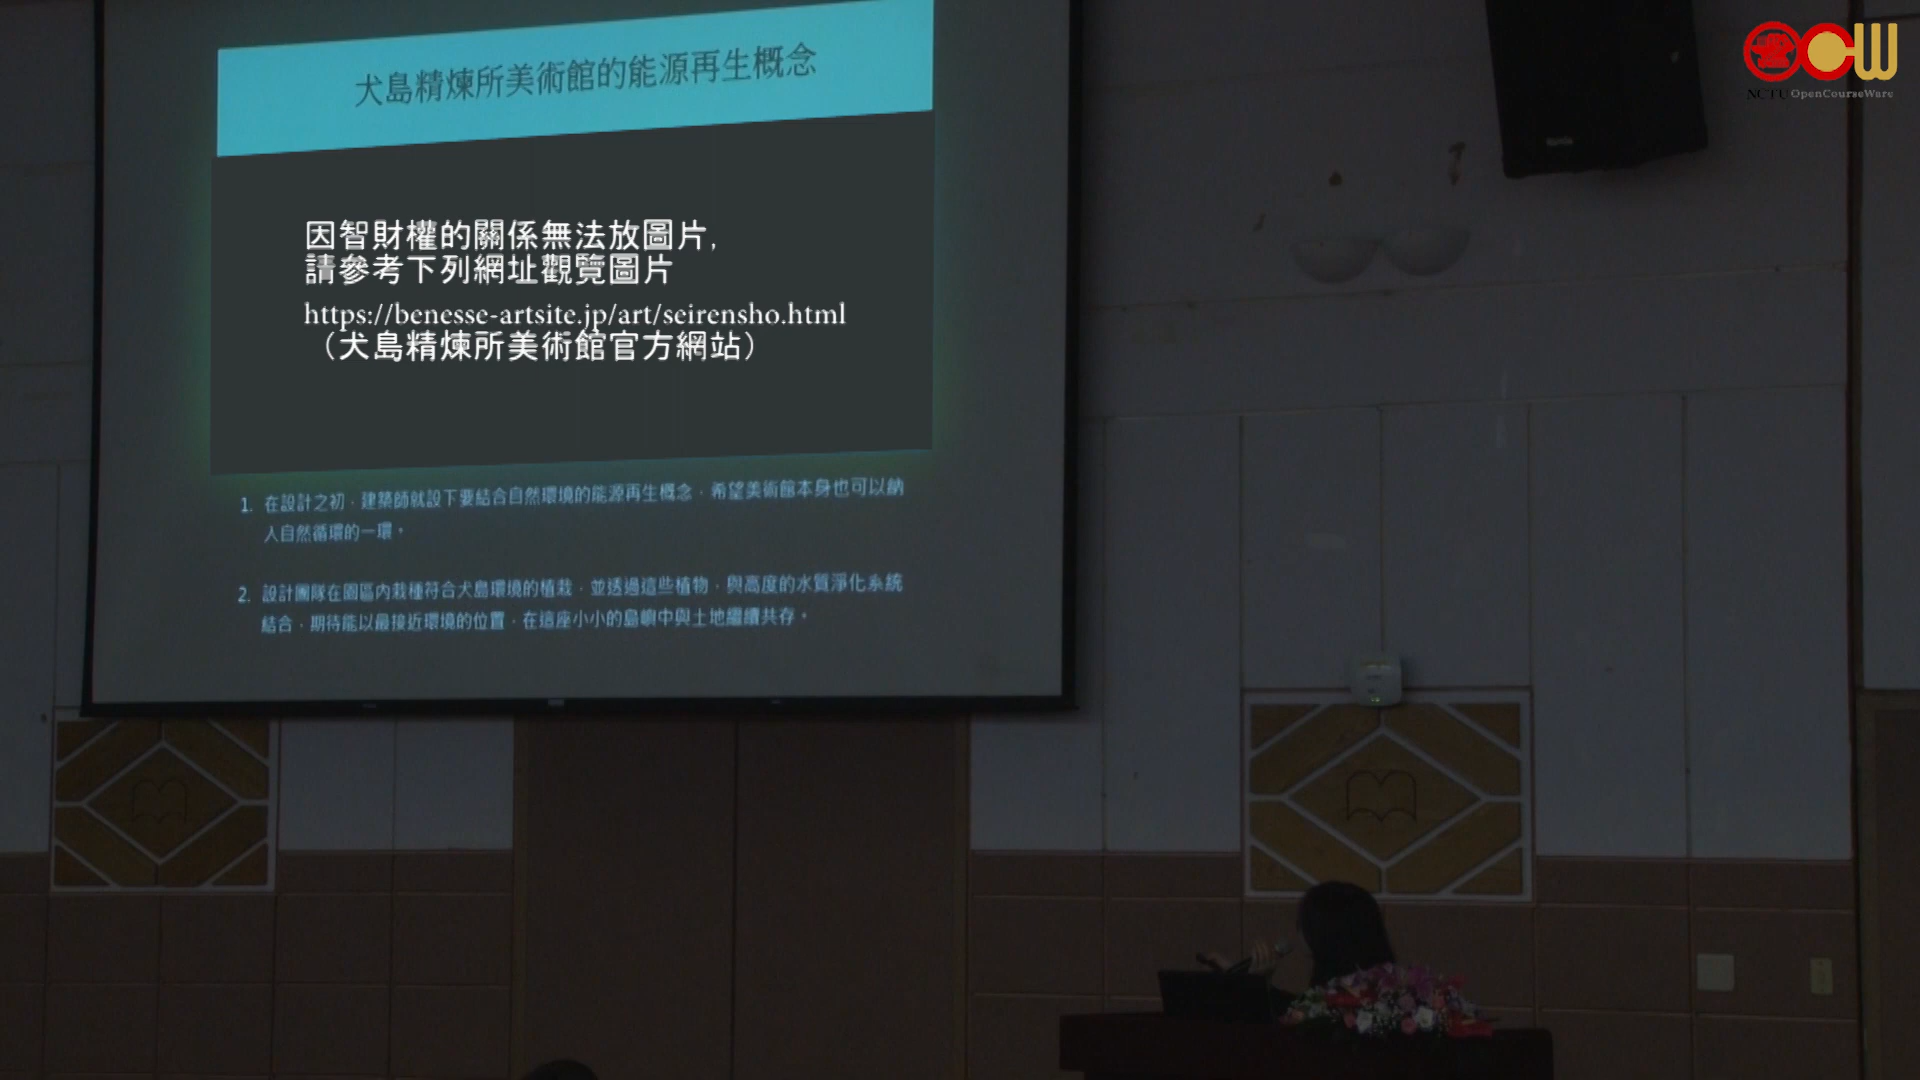 犬島精煉所美術館的能源再生概念
因智財權的關係無法放圖片,
請參考下列網址觀覽圖片
https://benesse-artsite.jp/art/seirensho.html
（犬島精煉所美術館官方網站）
1. 在設計之初，建築師就設下要結合自然環境的能源再生概念，希望美術館本身也可以納
入自然循環的一環。
2. 設計團隊在園區內栽種符合犬島環境的植栽，並透過這些植物，與高度的水質淨化系統
結合，期待能以最接近環境的位置，在這座小小的島嶼中與土地繼續共存。
NCTU OpenCourseWare